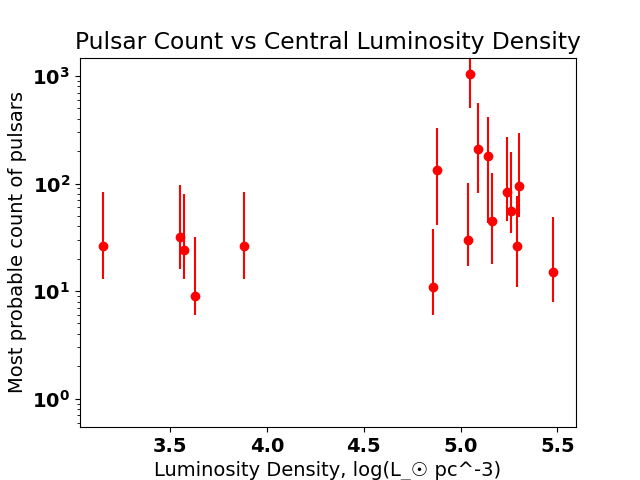 Pulsar Count vs Central Luminosity Density
Most probable count of pulsars
10³
10²
10¹
10⁰
3.5 4.0 4.5 5.0 5.5
Luminosity Density, log(L_☉ pc^-3)